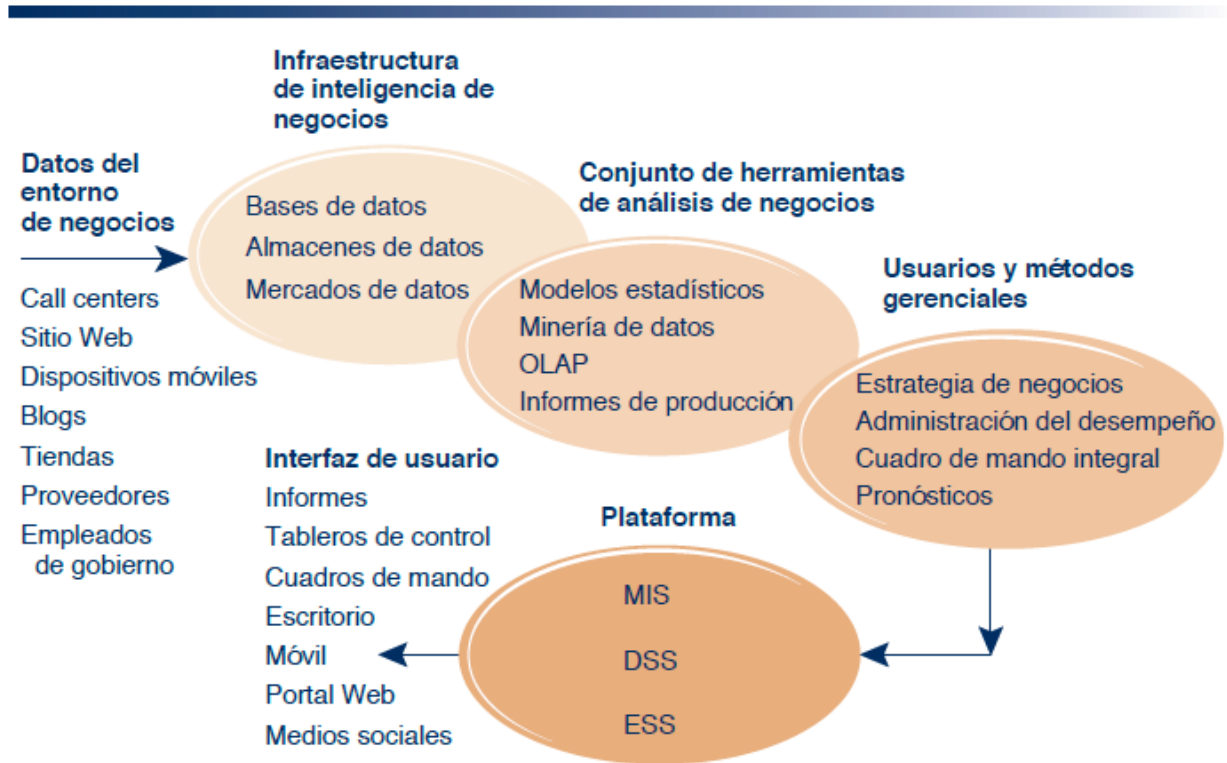 Infraestructura
de inteligencia de
negocios
Datos del
entorno
de negocios
Call centers
Sitio Web
Dispositivos móviles
Blogs
Tiendas
Proveedores
Empleados
de gobierno
Bases de datos
Almacenes de datos
Mercados de datos
Conjunto de herramientas
de análisis de negocios
Modelos estadísticos
Minería de datos
OLAP
Informes de producción
Usuarios y métodos
gerenciales
Estrategia de negocios
Administración del desempeño
Cuadro de mando integral
Pronósticos
Plataforma
MIS
DSS
ESS
Interfaz de usuario
Informes
Tableros de control
Cuadros de mando
Escritorio
Móvil
Portal Web
Medios sociales